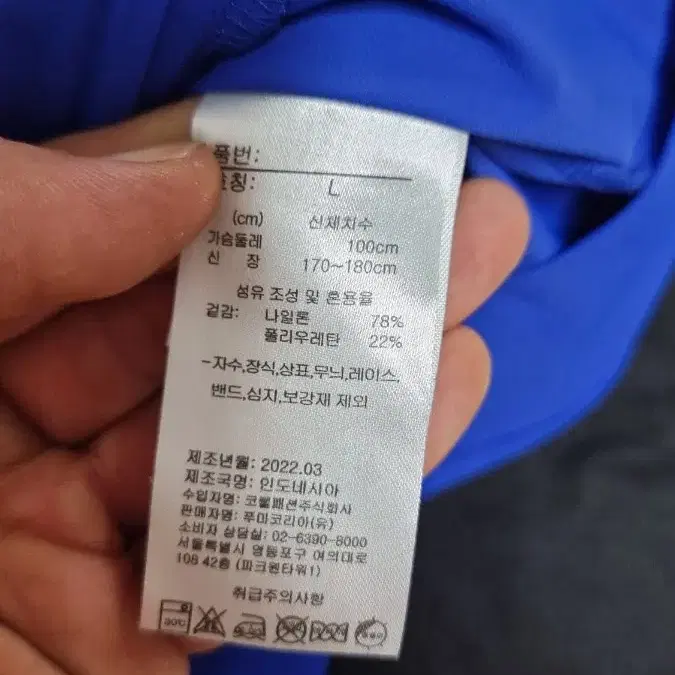 품번:
호칭: L
(cm) 신체치수
가슴둘레 100cm
신 장 170~180cm
섬유 조성 및 혼용율
겉감: 나일론 78%
폴리우레탄 22%
-자수,장식,상표,무늬,레이스,
밴드,심지,보강재 제외
제조년월: 2022.03
제조국명: 인도네시아
수입자명: 코웰패션주식회사
판매자명: 푸마코리아(유)
소비자 상담실: 02-6390-8000
서울특별시 영등포구 여의대로
108 42층 (파크원타워1)
취급주의사항
30℃